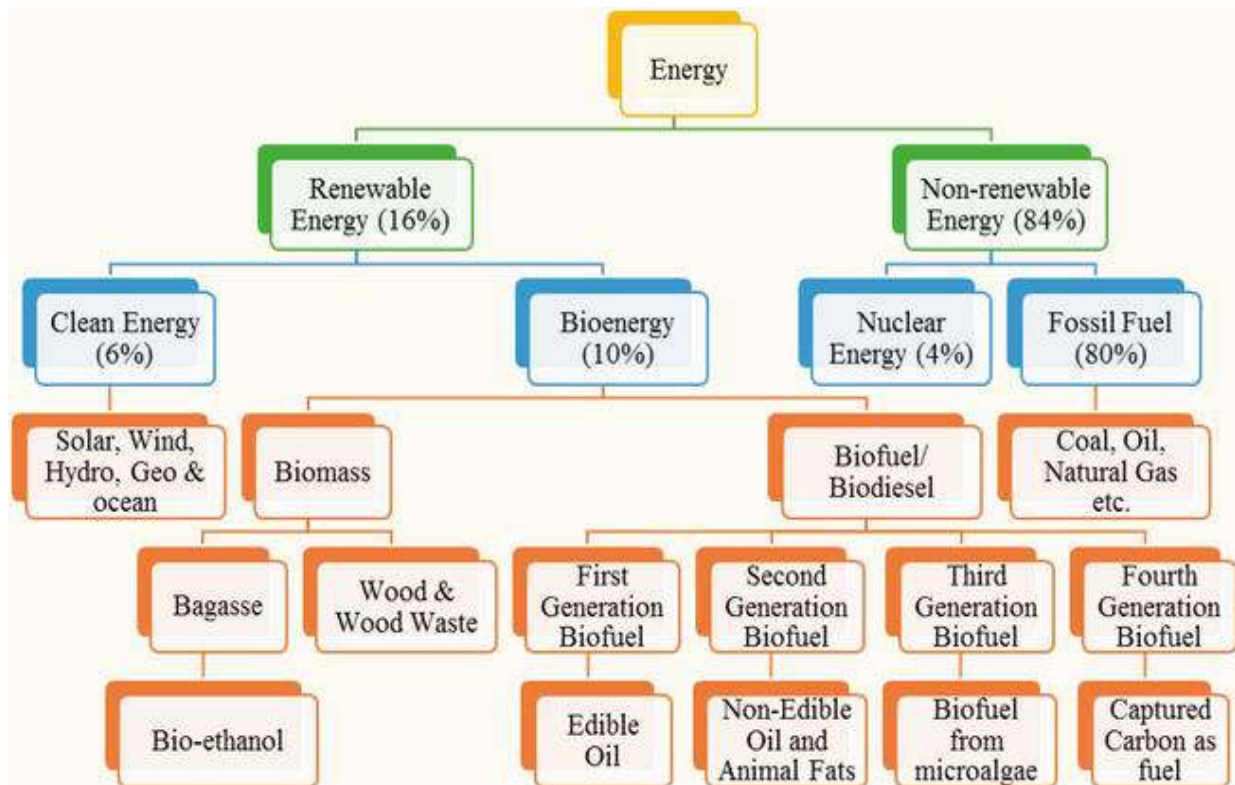 Energy
Renewable
Energy (16%)
Non-renewable
Energy (84%)
Clean Energy
(6%)
Bioenergy
(10%)
Nuclear
Energy (4%)
Fossil Fuel
(80%)
Solar, Wind,
Hydro, Geo &
ocean
Biomass
Biofuel/
Biodiesel
Coal, Oil,
Natural Gas
etc.
Bagasse
Wood &
Wood Waste
First
Generation
Biofuel
Second
Generation
Biofuel
Third
Generation
Biofuel
Fourth
Generation
Biofuel
Bio-ethanol
Edible
Oil
Non-Edible
Oil and
Animal Fats
Biofuel
from
microalgae
Captured
Carbon as
fuel